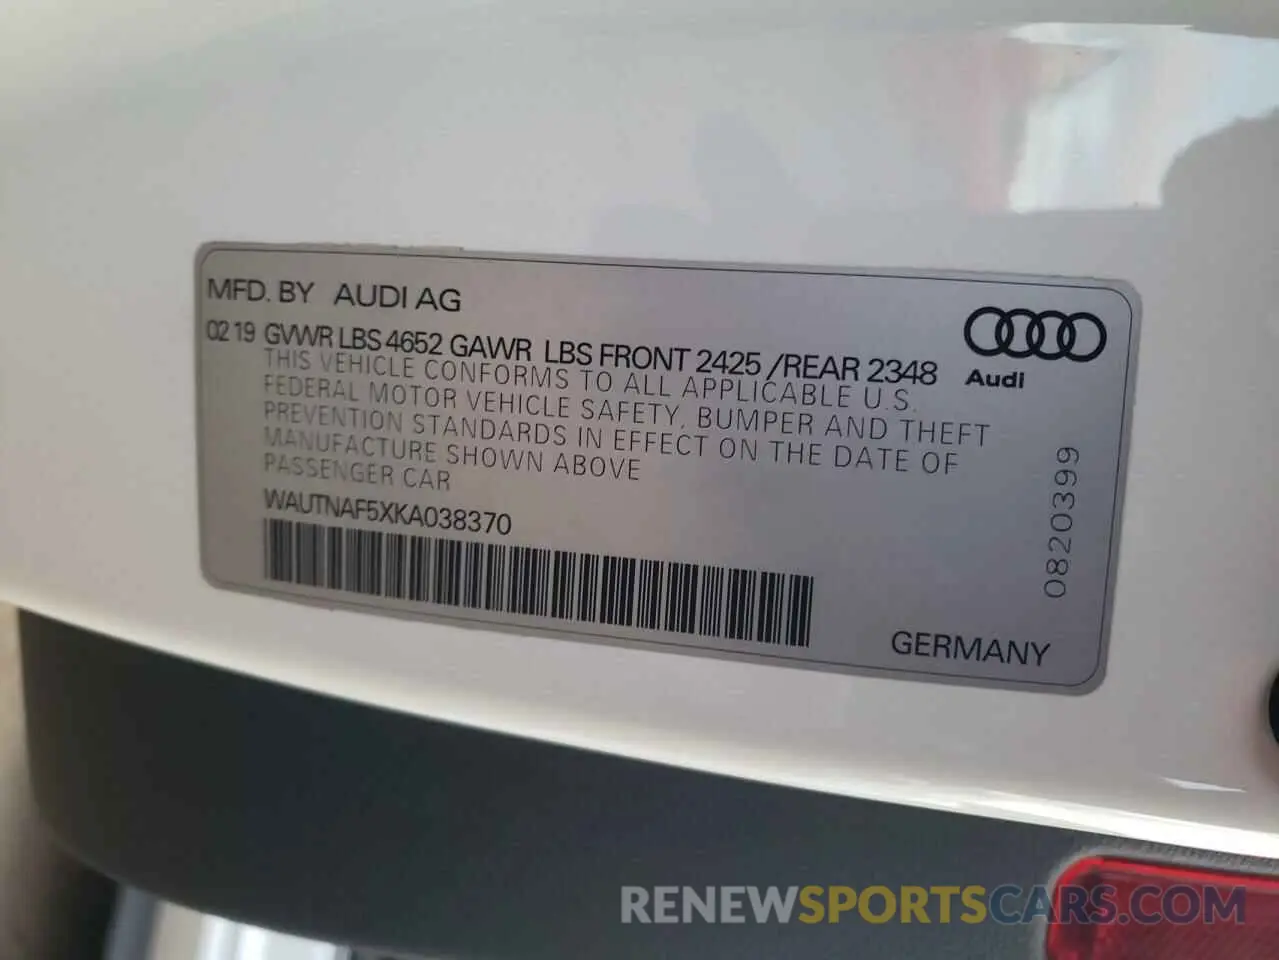 MFD. BY AUDI AG
02 19 GVWR LBS 4652 GAWR LBS FRONT 2425 /REAR 2348
THIS VEHICLE CONFORMS TO ALL APPLICABLE U.S.
FEDERAL MOTOR VEHICLE SAFETY, BUMPER AND THEFT
PREVENTION STANDARDS IN EFFECT ON THE DATE OF
MANUFACTURE SHOWN ABOVE
PASSENGER CAR
WAUTNAF5XKA038370
Audi
0820399
GERMANY
RENEWSPORTSCARS.COM